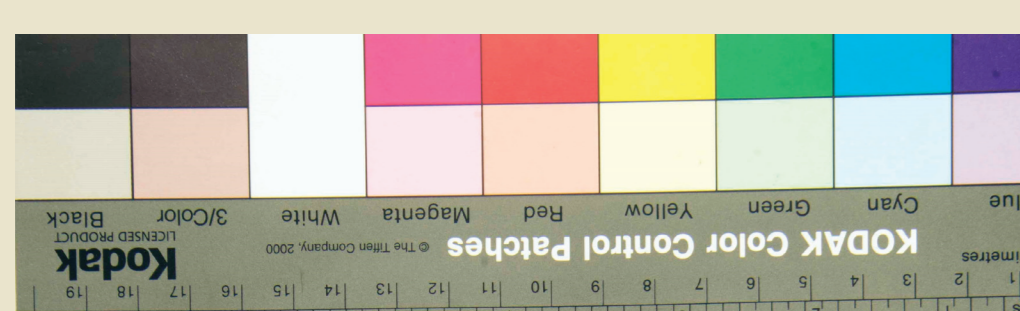 1 2 3 4 5 6 7 8 9 10 11 12 13 14 15 16 17 18 19
KODAK Color Control Patches © The Tiffen Company, 2000 Kodak
LICENSED PRODUCT
Cyan Green Yellow Red Magenta White 3/Color Black